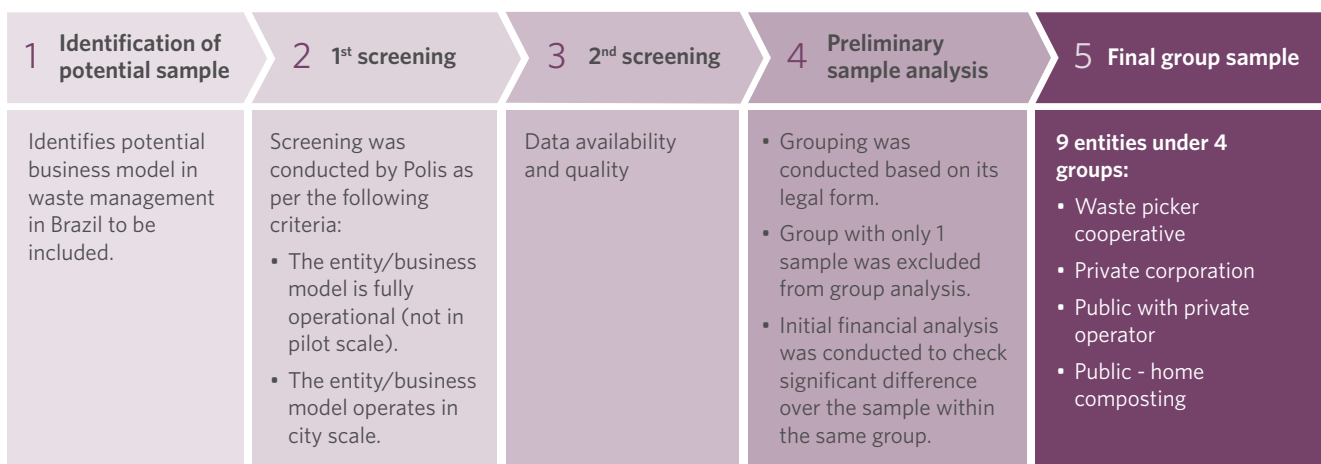 1 Identification of
potential sample
2 1st screening
3 2nd screening
4 Preliminary
sample analysis
5 Final group sample
Identifies potential
business model in
waste management
in Brazil to be
included.
Screening was
conducted by Polis as
per the following
criteria:
• The entity/business
model is fully
operational (not in
pilot scale).
• The entity/business
model operates in
city scale.
Data availability
and quality
• Grouping was
conducted based on its
legal form.
• Group with only 1
sample was excluded
from group analysis.
• Initial financial analysis
was conducted to check
significant difference
over the sample within
the same group.
9 entities under 4
groups:
• Waste picker
cooperative
• Private corporation
• Public with private
operator
• Public - home
composting